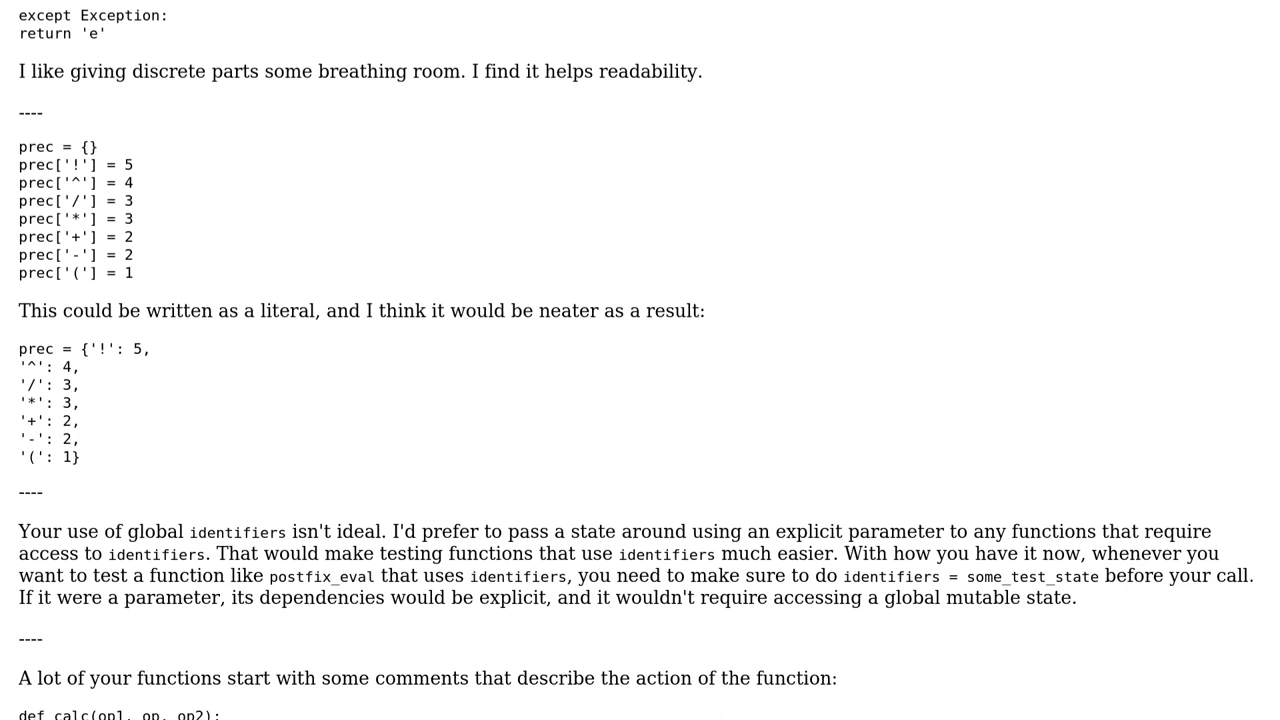 except Exception:
return 'e'
I like giving discrete parts some breathing room. I find it helps readability.
----
prec = {}
prec['!'] = 5
prec['^'] = 4
prec['/'] = 3
prec['*'] = 3
prec['+'] = 2
prec['-'] = 2
prec['('] = 1
This could be written as a literal, and I think it would be neater as a result:
prec = {'!': 5,
'^': 4,
'/': 3,
'*': 3,
'+': 2,
'-': 2,
'(': 1}
----
Your use of global identifiers isn't ideal. I'd prefer to pass a state around using an explicit parameter to any functions that require
access to identifiers. That would make testing functions that use identifiers much easier. With how you have it now, whenever you
want to test a function like postfix_eval that uses identifiers, you need to make sure to do identifiers = some_test_state before your call.
If it were a parameter, its dependencies would be explicit, and it wouldn't require accessing a global mutable state.
----
A lot of your functions start with some comments that describe the action of the function:
def calc(op1, op, op2):